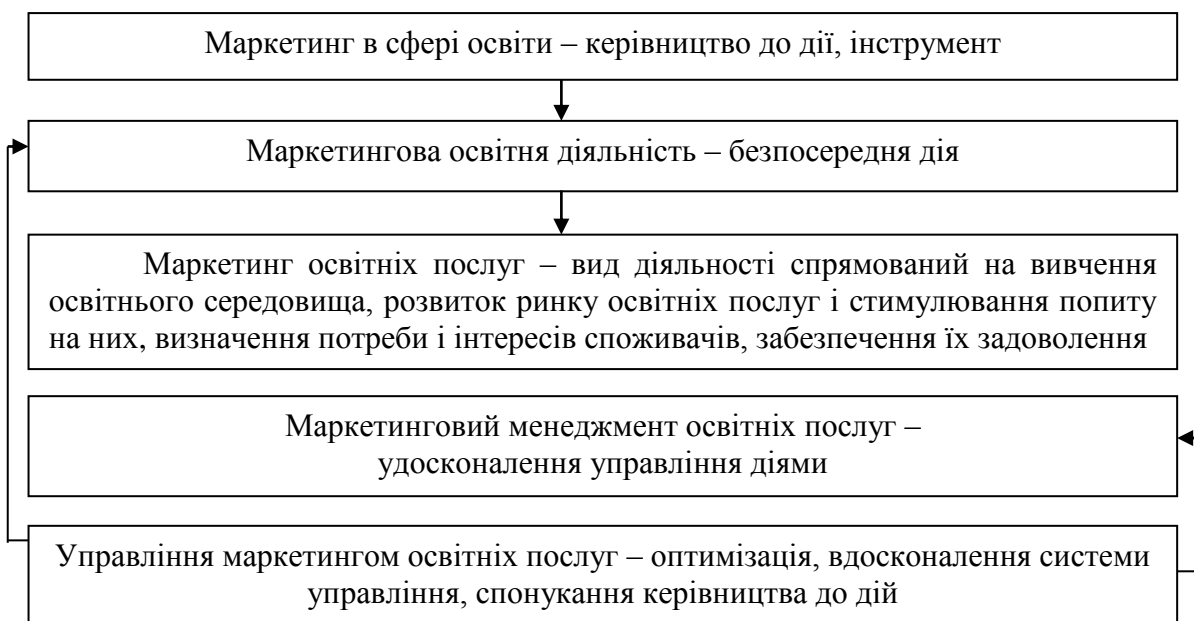 Маркетинг в сфері освіти – керівництво до дії, інструмент
Маркетингова освітня діяльність – безпосередня дія
Маркетинг освітніх послуг – вид діяльності спрямований на вивчення
освітнього середовища, розвиток ринку освітніх послуг і стимулювання попиту
на них, визначення потреби і інтересів споживачів, забезпечення їх задоволення
Маркетинговий менеджмент освітніх послуг –
удосконалення управління діями
Управління маркетингом освітніх послуг – оптимізація, вдосконалення системи
управління, спонукання керівництва до дій